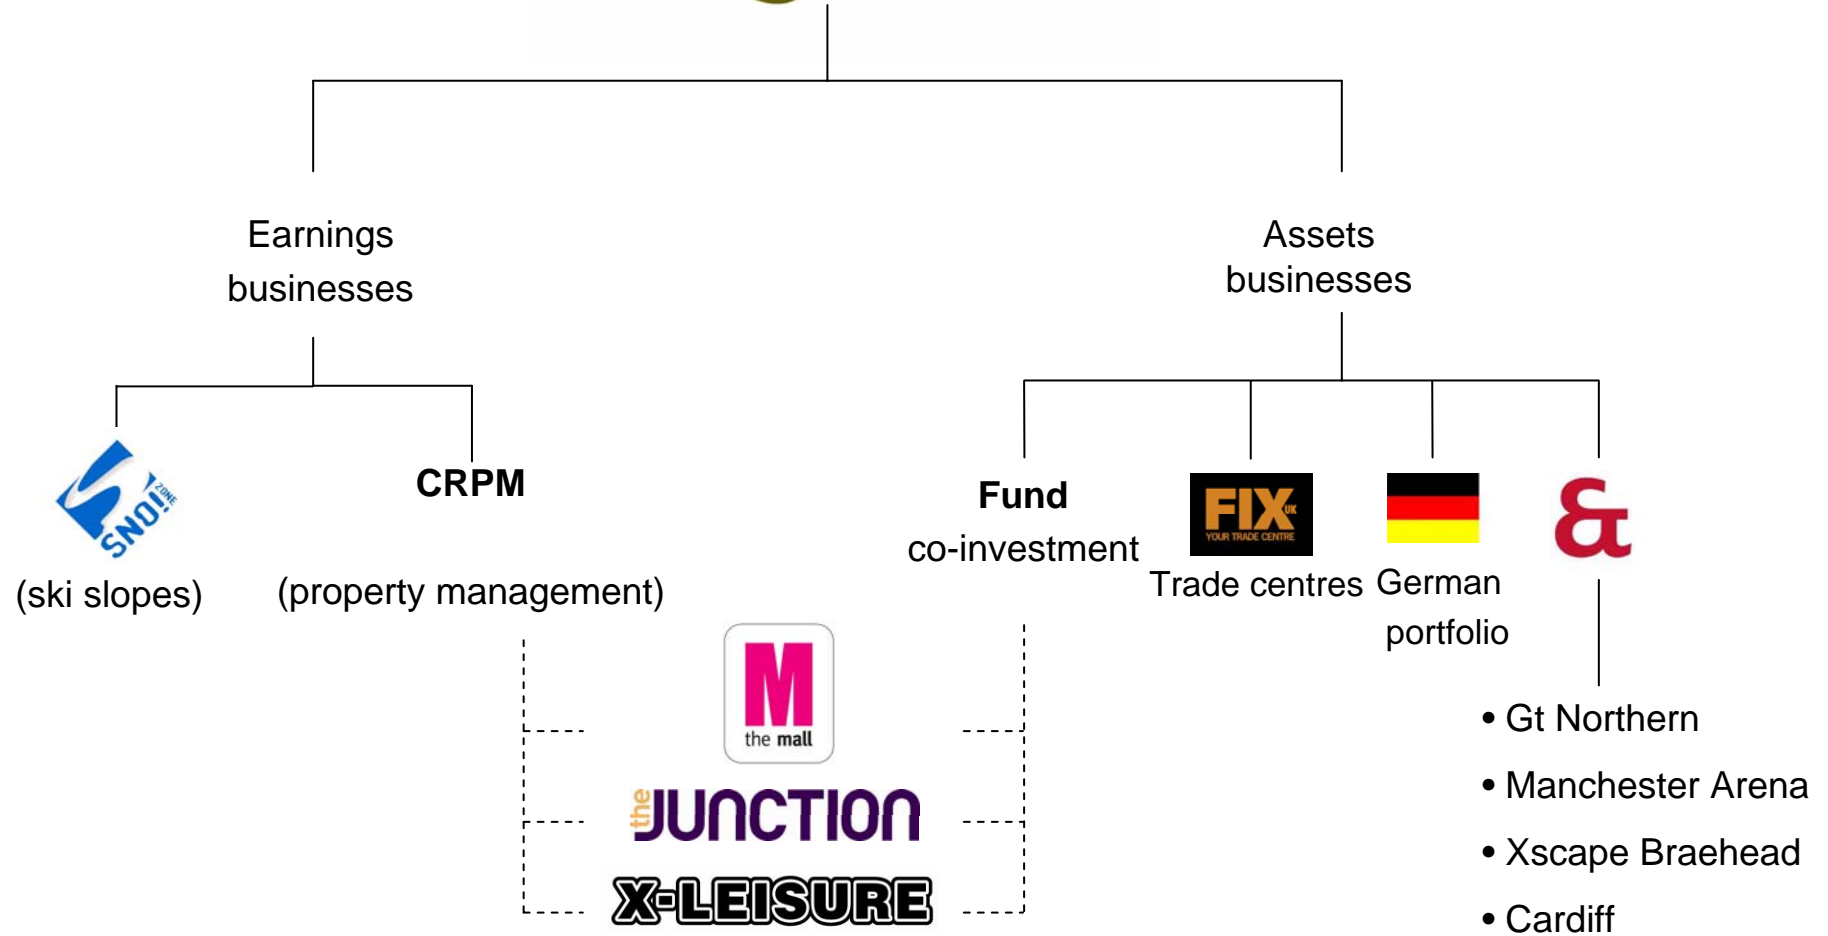 Earnings
businesses
Assets
businesses
SNO!
ZONE
(ski slopes)
CRPM
(property management)
Fund
co-investment
FIX UK
YOUR TRADE CENTRE
Trade centres
German
portfolio
&
M
the mall
the JUNCTION
X-LEISURE
• Gt Northern
• Manchester Arena
• Xscape Braehead
• Cardiff